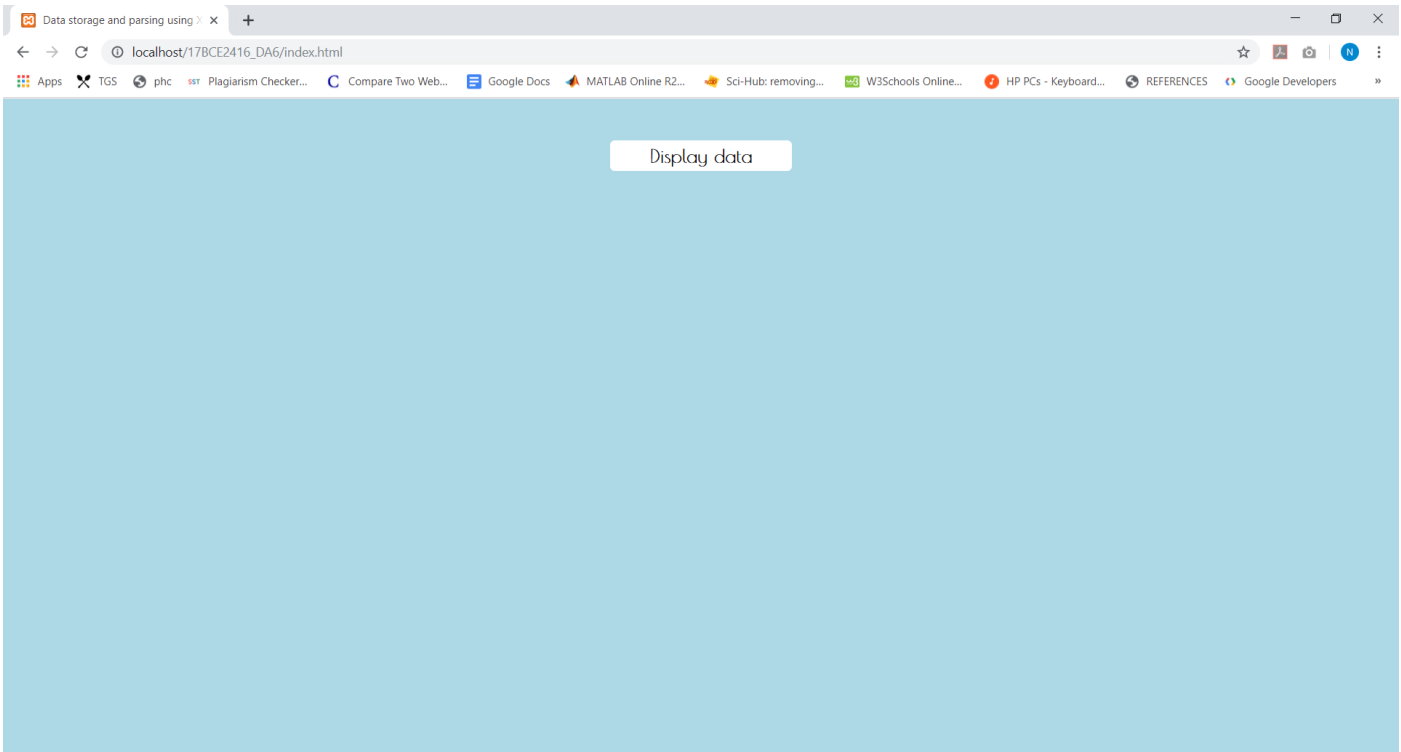 Data storage and parsing using X
localhost/17BCE2416_DA6/index.html
N
Apps TGS phc SST Plagiarism Checker... C Compare Two Web... Google Docs MATLAB Online R2... Sci-Hub: removing... W3Schools Online... HP PCs - Keyboard... REFERENCES Google Developers »
Display data